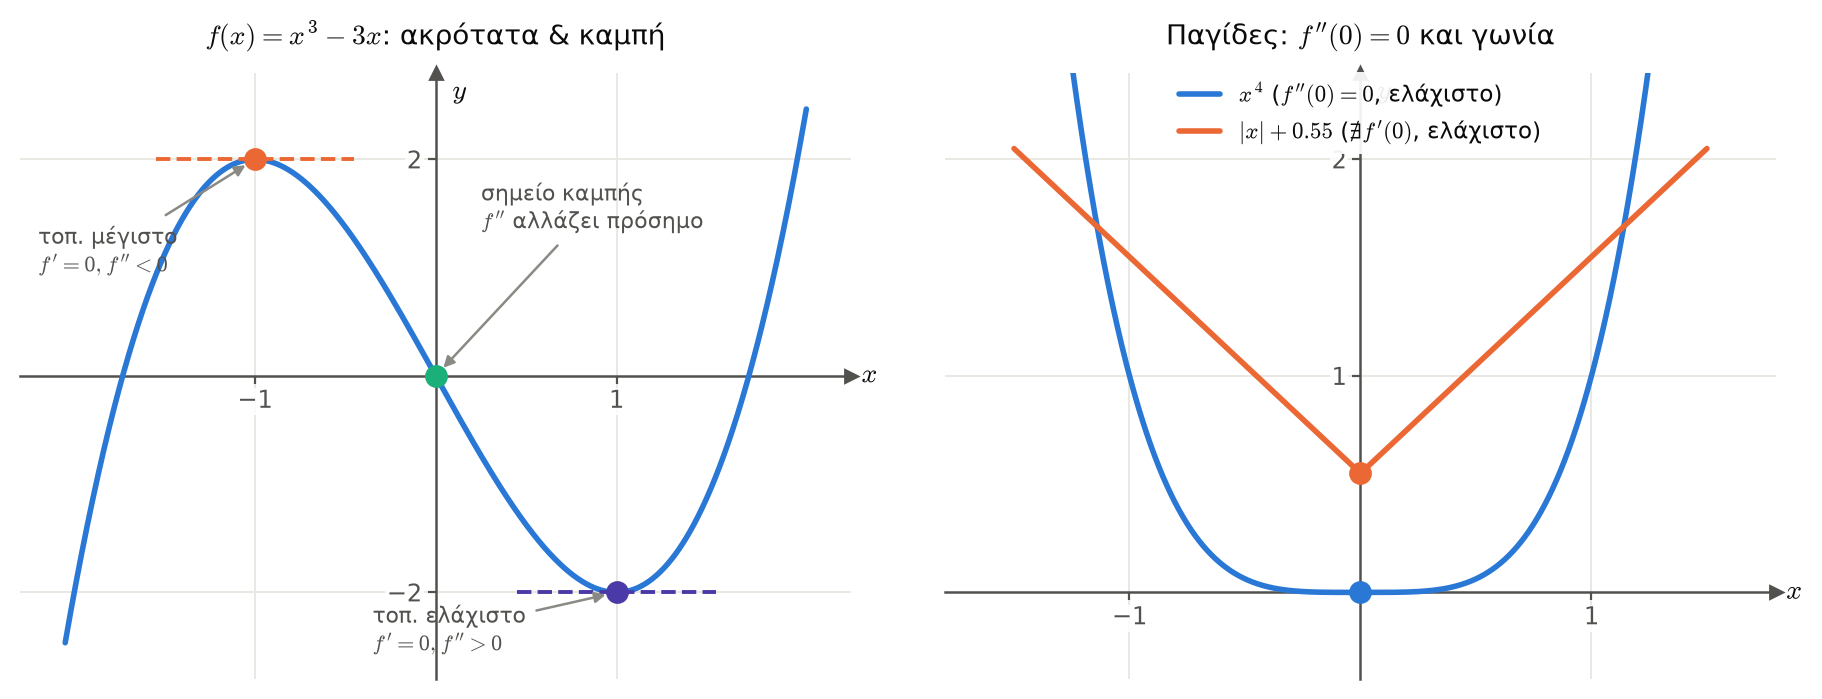 f(x) = x³ − 3x: ακρότατα & καμπή
y
2
σημείο καμπής
f″ αλλάζει πρόσημο
τοπ. μέγιστο
f′ = 0, f″ < 0
x
−1
1
−2
τοπ. ελάχιστο
f′ = 0, f″ > 0
Παγίδες: f″(0) = 0 και γωνία
x⁴ (f″(0) = 0, ελάχιστο)
|x| + 0.55 (∄f′(0), ελάχιστο)
2
1
x
−1
1